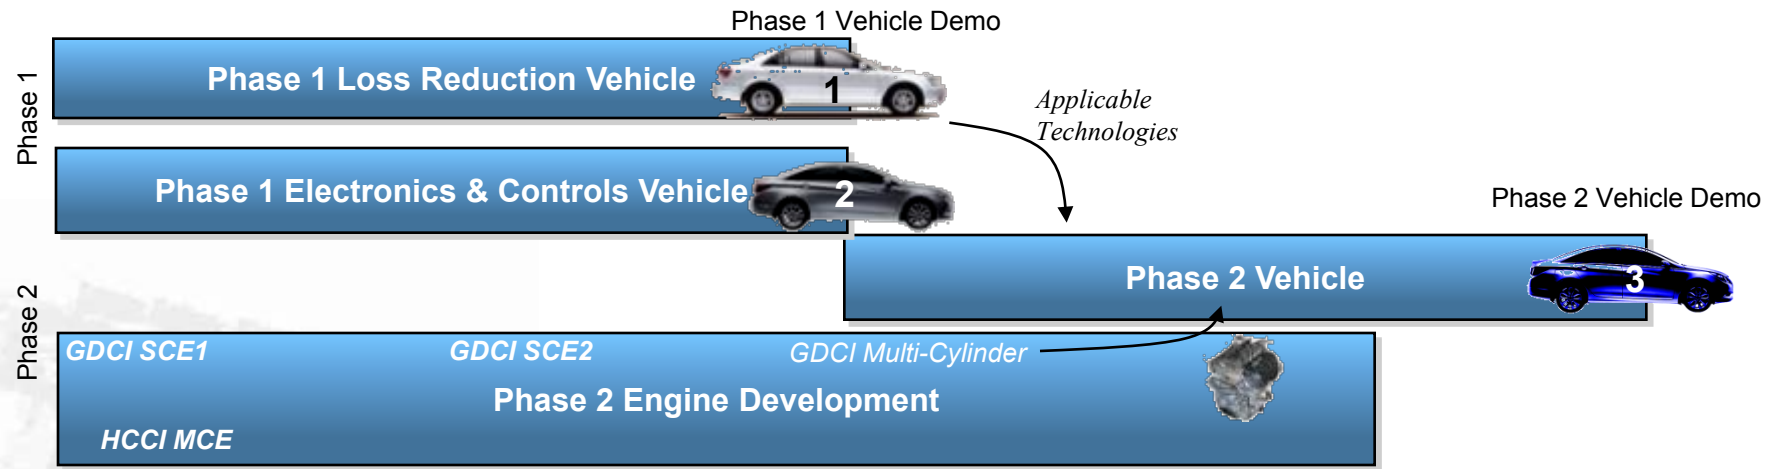 Phase 1 Vehicle Demo
Phase 1
Phase 1 Loss Reduction Vehicle
1
Applicable
Technologies
Phase 1 Electronics & Controls Vehicle
2
Phase 2 Vehicle Demo
Phase 2 Vehicle
3
Phase 2
GDCI SCE1
GDCI SCE2
GDCI Multi-Cylinder
Phase 2 Engine Development
HCCI MCE